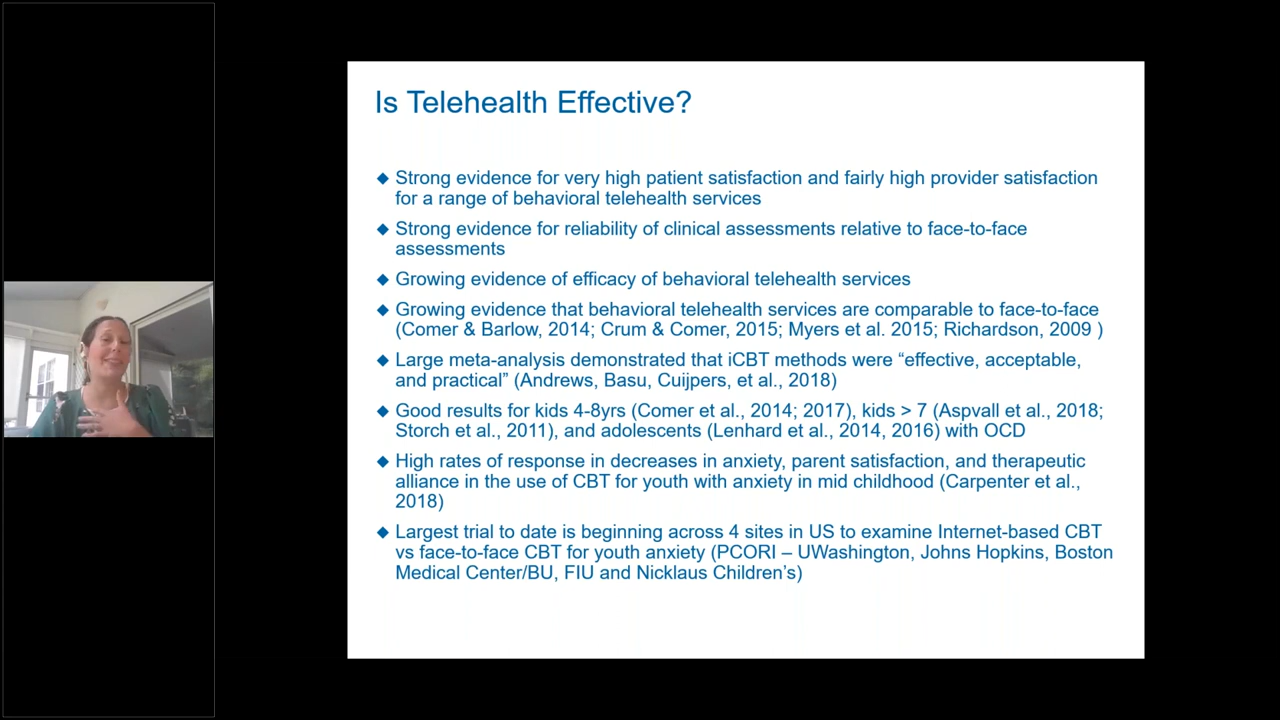 Is Telehealth Effective?
◆ Strong evidence for very high patient satisfaction and fairly high provider satisfaction
for a range of behavioral telehealth services
◆ Strong evidence for reliability of clinical assessments relative to face-to-face
assessments
◆ Growing evidence of efficacy of behavioral telehealth services
◆ Growing evidence that behavioral telehealth services are comparable to face-to-face
(Comer & Barlow, 2014; Crum & Comer, 2015; Myers et al. 2015; Richardson, 2009 )
◆ Large meta-analysis demonstrated that iCBT methods were “effective, acceptable,
and practical” (Andrews, Basu, Cuijpers, et al., 2018)
◆ Good results for kids 4-8yrs (Comer et al., 2014; 2017), kids > 7 (Aspvall et al., 2018;
Storch et al., 2011), and adolescents (Lenhard et al., 2014, 2016) with OCD
◆ High rates of response in decreases in anxiety, parent satisfaction, and therapeutic
alliance in the use of CBT for youth with anxiety in mid childhood (Carpenter et al.,
2018)
◆ Largest trial to date is beginning across 4 sites in US to examine Internet-based CBT
vs face-to-face CBT for youth anxiety (PCORI – UWashington, Johns Hopkins, Boston
Medical Center/BU, FIU and Nicklaus Children’s)